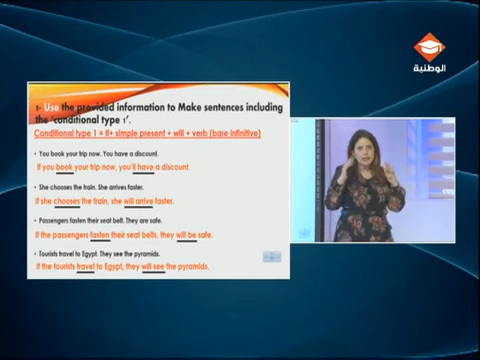 الوطنية
1- Use the provided information to Make sentences including
the 'conditional type 1'.
Conditional type 1 = If+ simple present + will + verb (bare infinitive)
• You book your trip now. You have a discount.
If you book your trip now, you'll have a discount.
• She chooses the train. She arrives faster.
If she chooses the train, she will arrive faster.
• Passengers fasten their seat belt. They are safe.
If the passengers fasten their seat belts, they will be safe.
• Tourists travel to Egypt. They see the pyramids.
If the tourists travel to Egypt, they will see the pyramids.